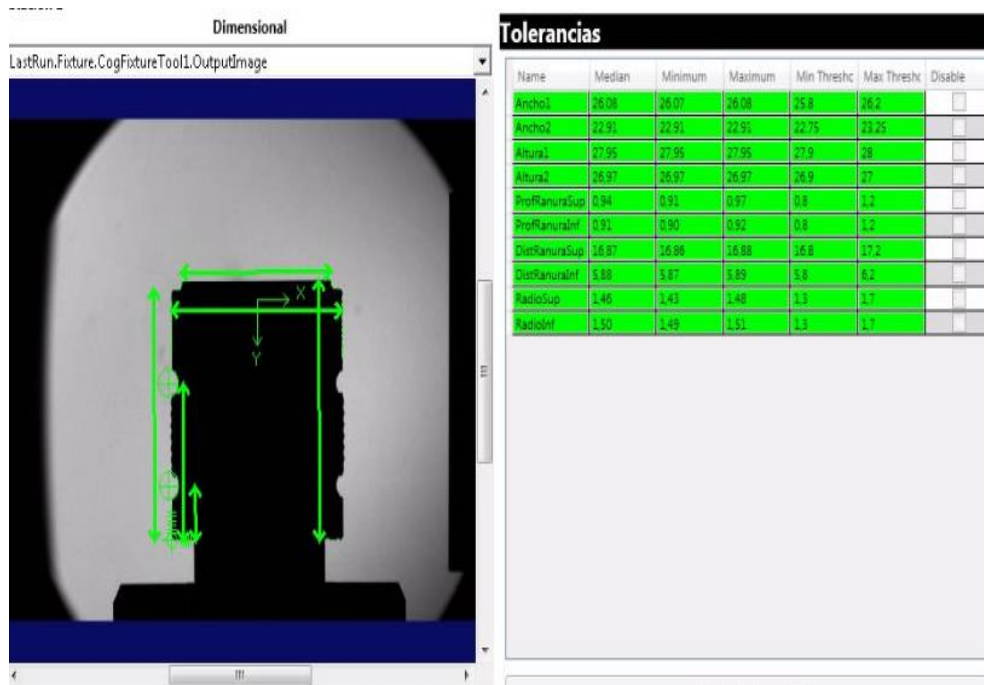 Dimensional
LastRun.Fixture.CogFixtureTool1.OutputImage
X
Y
Tolerancias
Name Median Minimum Maximum Min Threshc Max Threshc Disable
Ancho1 26.08 26.07 26.08 25.8 26.2
Ancho2 22.91 22.91 22.91 22.75 23.25
Altura1 27,95 27,95 27,95 27,9 28
Altura2 26,97 26,97 26,97 26,9 27
ProfRanuraSup 0,94 0,91 0,97 0,8 1,2
ProfRanuraInf 0,91 0,90 0,92 0,8 1,2
DistRanuraSup 16,87 16,86 16,88 16,8 17,2
DistRanuraInf 5,88 5,87 5,89 5,8 6,2
RadioSup 1,46 1,43 1,48 1,3 1,7
RadioInf 1,50 1,49 1,51 1,3 1,7